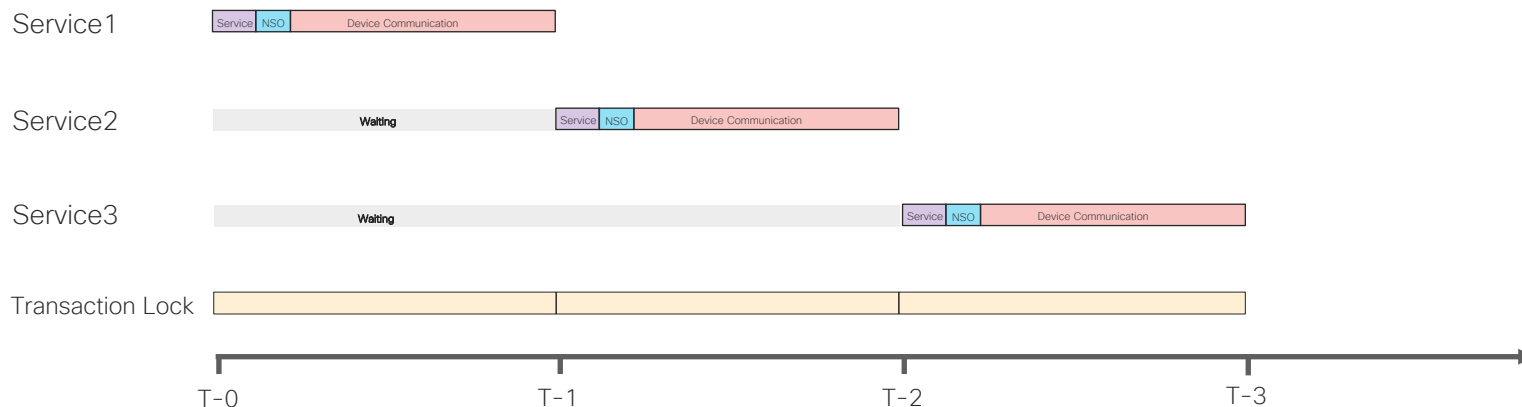 Service1
Service NSO Device Communication
Service2
Waiting
Service NSO Device Communication
Service3
Waiting
Service NSO Device Communication
Transaction Lock
T-0 T-1 T-2 T-3